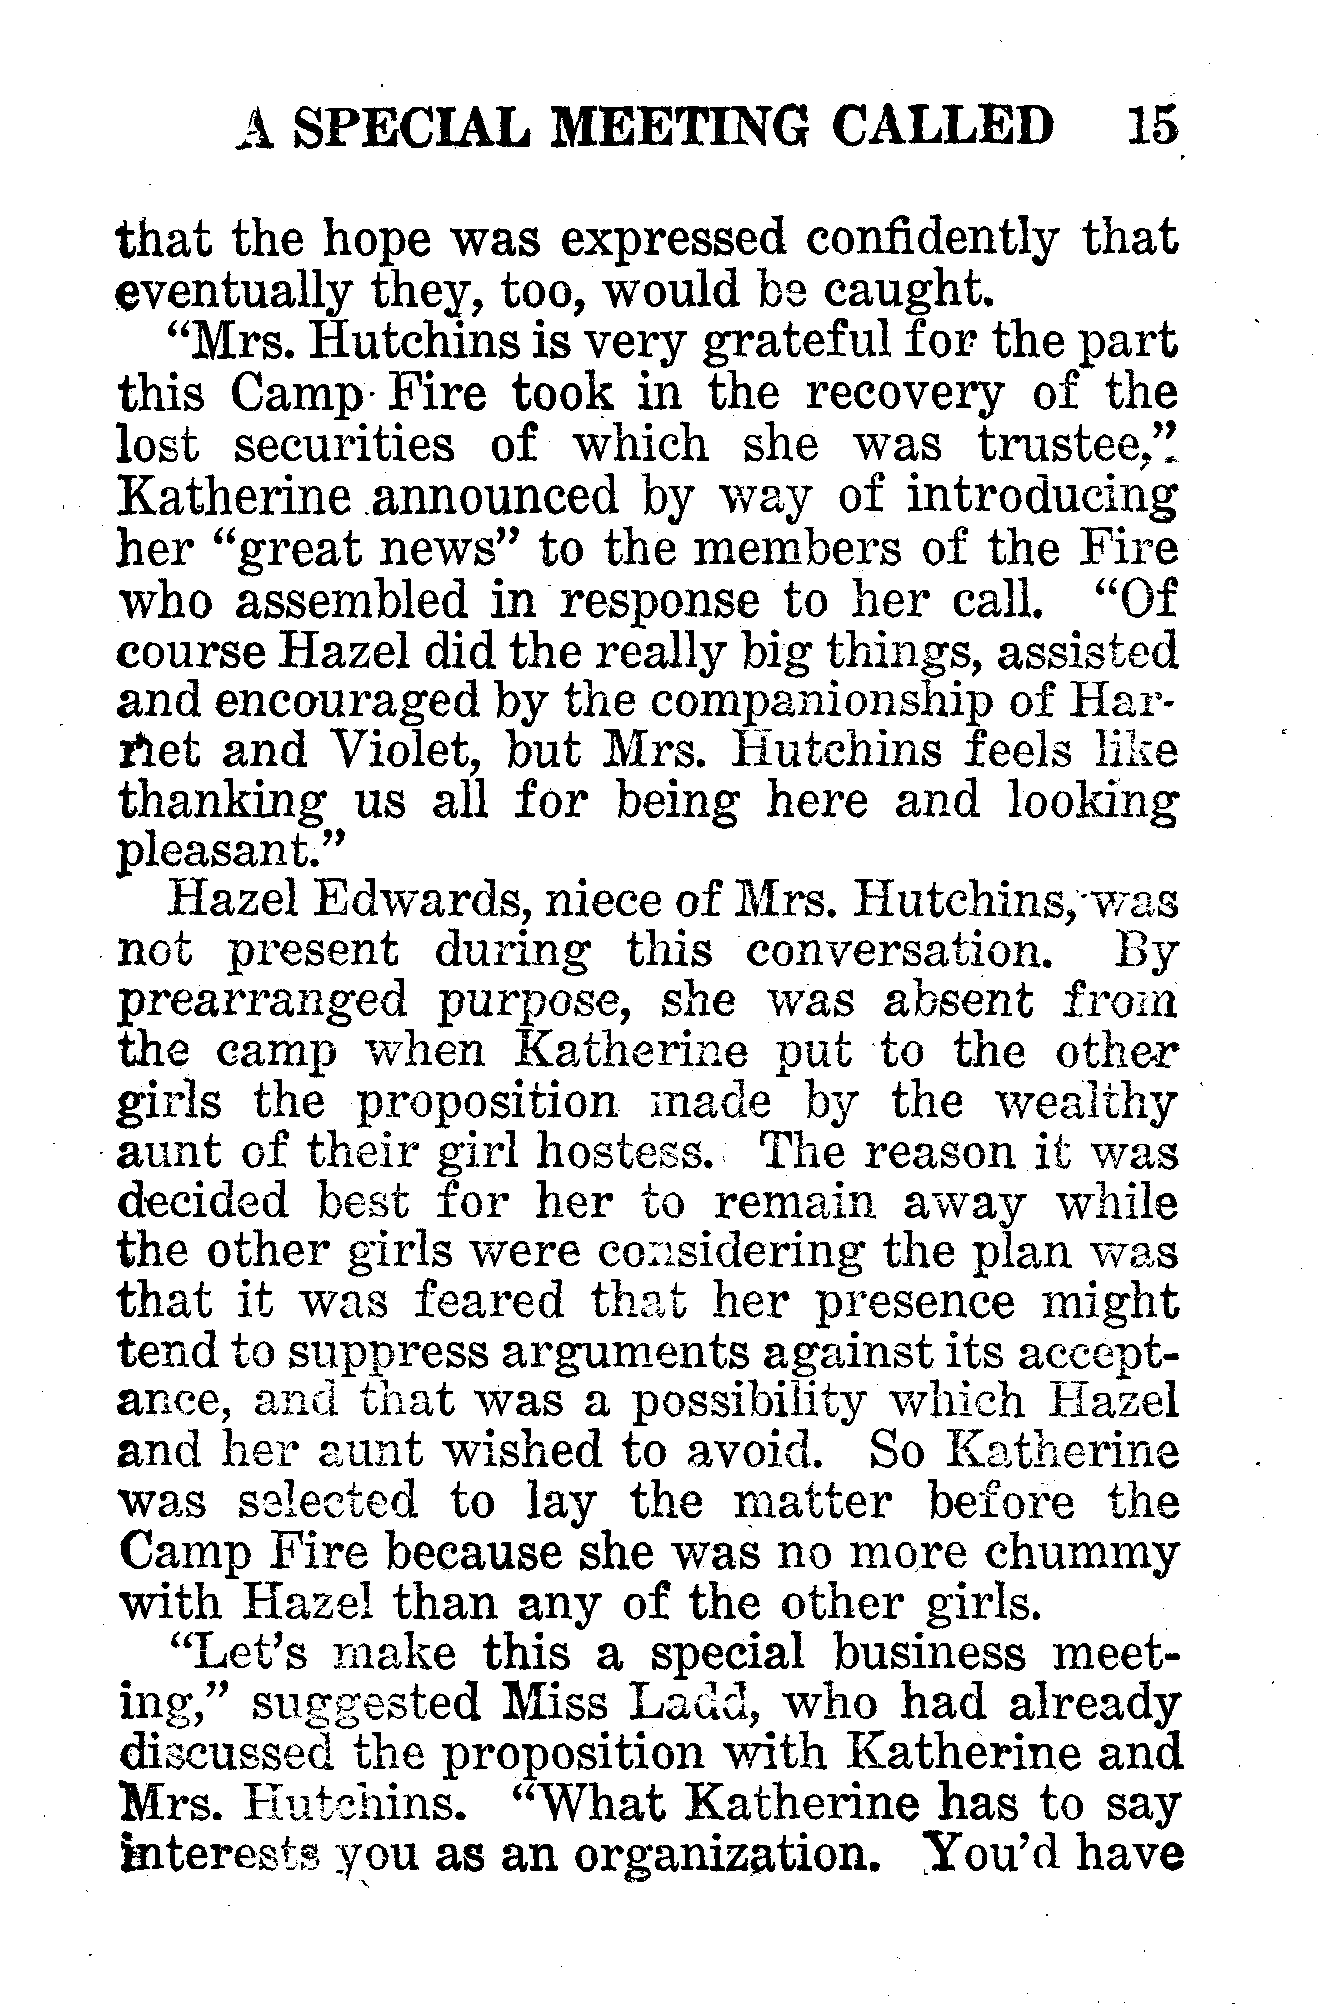 A SPECIAL MEETING CALLED 15
that the hope was expressed confidently that
eventually they, too, would be caught.
“Mrs. Hutchins is very grateful for the part
this Camp Fire took in the recovery of the
lost securities of which she was trustee,”
Katherine announced by way of introducing
her “great news” to the members of the Fire
who assembled in response to her call. “Of
course Hazel did the really big things, assisted
and encouraged by the companionship of Har-
riet and Violet, but Mrs. Hutchins feels like
thanking us all for being here and looking
pleasant.”
Hazel Edwards, niece of Mrs. Hutchins, was
not present during this conversation. By
prearranged purpose, she was absent from
the camp when Katherine put to the other
girls the proposition made by the wealthy
aunt of their girl hostess. The reason it was
decided best for her to remain away while
the other girls were considering the plan was
that it was feared that her presence might
tend to suppress arguments against its accept-
ance, and that was a possibility which Hazel
and her aunt wished to avoid. So Katherine
was selected to lay the matter before the
Camp Fire because she was no more chummy
with Hazel than any of the other girls.
“Let’s make this a special business meet-
ing,” suggested Miss Ladd, who had already
discussed the proposition with Katherine and
Mrs. Hutchins. “What Katherine has to say
interests you as an organization. You’d have